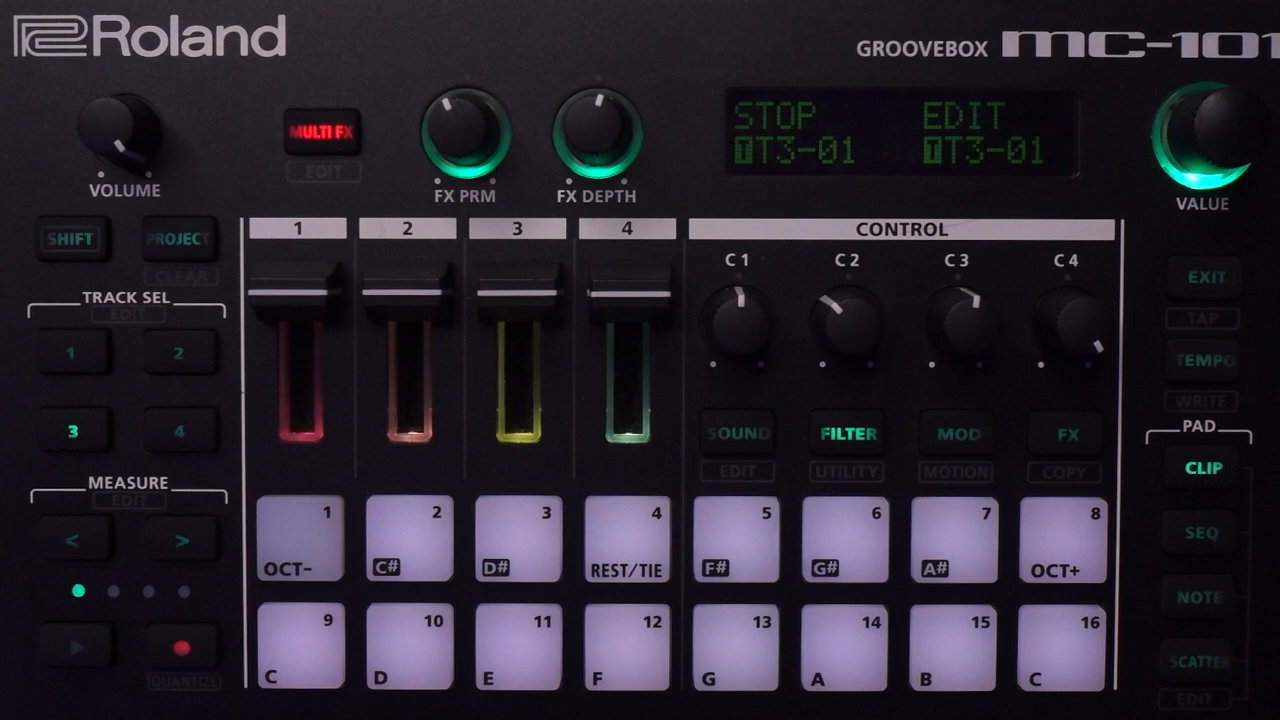 Roland
GROOVEBOX MC-101
VOLUME
MULTI FX
EDIT
FX PRM
FX DEPTH
STOP EDIT
TT3-01 TT3-01
VALUE
SHIFT
PROJECT
CLEAR
TRACK SEL
EDIT
1
2
3
4
MEASURE
EDIT
<
>
QUANTIZE
1
2
3
4
CONTROL
C1
C2
C3
C4
SOUND
FILTER
MOD
FX
EDIT
UTILITY
MOTION
COPY
1 OCT–
2 C#
3 D#
4 REST/TIE
5 F#
6 G#
7 A#
8 OCT+
9 C
10 D
11 E
12 F
13 G
14 A
15 B
16 C
EXIT
TAP
TEMPO
WRITE
PAD
CLIP
SEQ
NOTE
SCATTER
EDIT